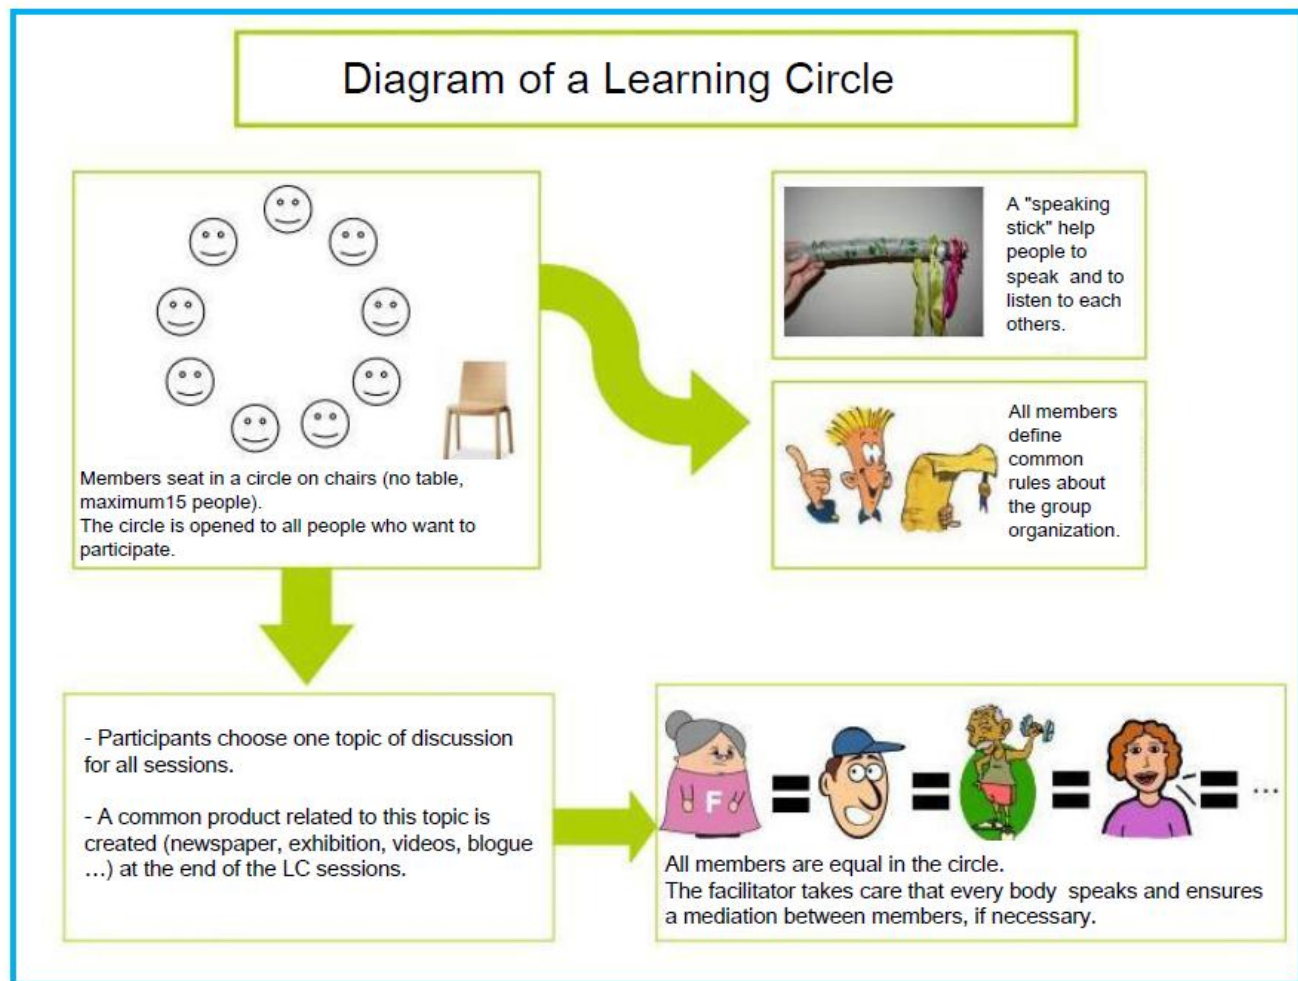 Diagram of a Learning Circle
Members seat in a circle on chairs (no table,
maximum15 people).
The circle is opened to all people who want to
participate.
A "speaking
stick" help
people to
speak and to
listen to each
others.
All members
define
common
rules about
the group
organization.
- Participants choose one topic of discussion
for all sessions.
- A common product related to this topic is
created (newspaper, exhibition, videos, blogue
...) at the end of the LC sessions.
F
= = = = ...
All members are equal in the circle.
The facilitator takes care that every body speaks and ensures
a mediation between members, if necessary.